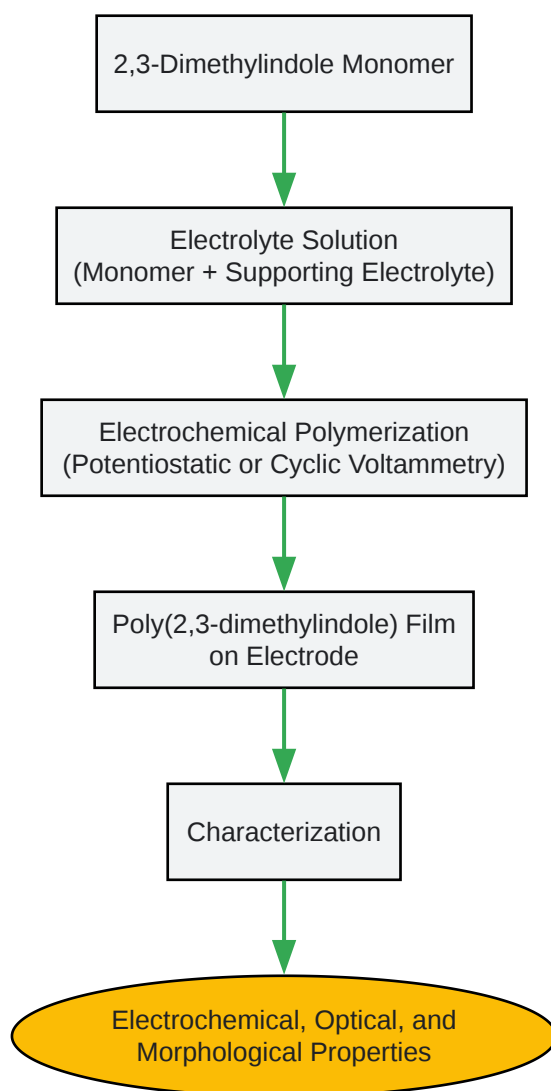 2,3-Dimethylindole Monomer
Electrolyte Solution
(Monomer + Supporting Electrolyte)
Electrochemical Polymerization
(Potentiostatic or Cyclic Voltammetry)
Poly(2,3-dimethylindole) Film
on Electrode
Characterization
Electrochemical, Optical, and
Morphological Properties